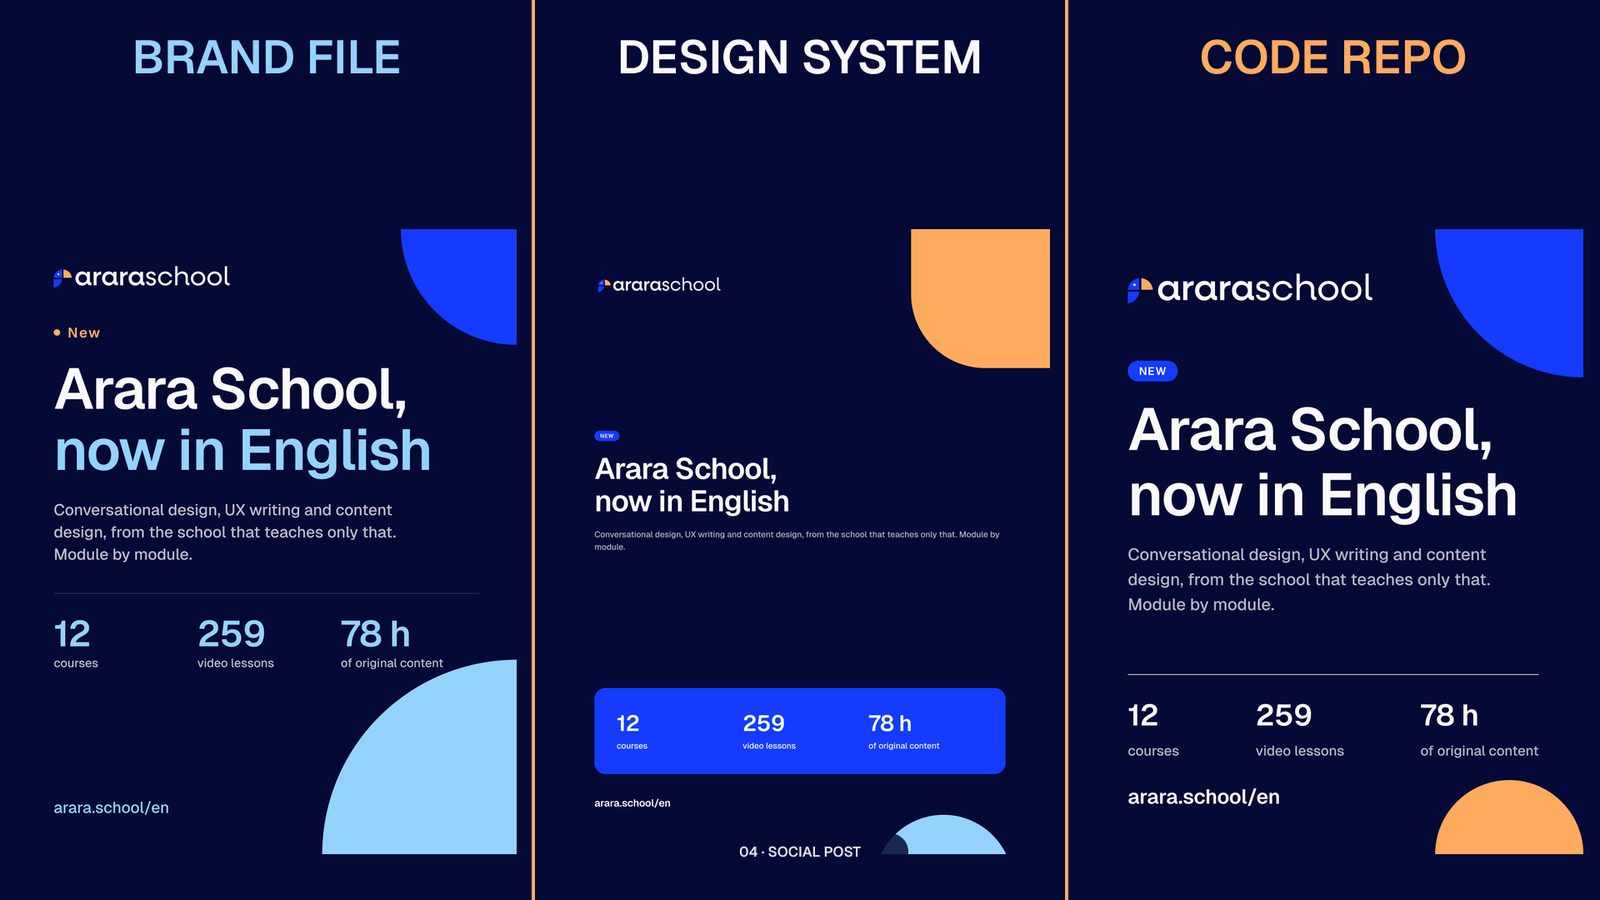 BRAND FILE
araraschool
New
Arara School,
now in English
Conversational design, UX writing and content
design, from the school that teaches only that.
Module by module.
12
courses
259
video lessons
78 h
of original content
arara.school/en
DESIGN SYSTEM
araraschool
NEW
Arara School,
now in English
Conversational design, UX writing and content design, from the school that teaches only that. Module by
module.
12
courses
259
video lessons
78 h
of original content
arara.school/en
04 · SOCIAL POST
CODE REPO
araraschool
NEW
Arara School,
now in English
Conversational design, UX writing and content
design, from the school that teaches only that.
Module by module.
12
courses
259
video lessons
78 h
of original content
arara.school/en